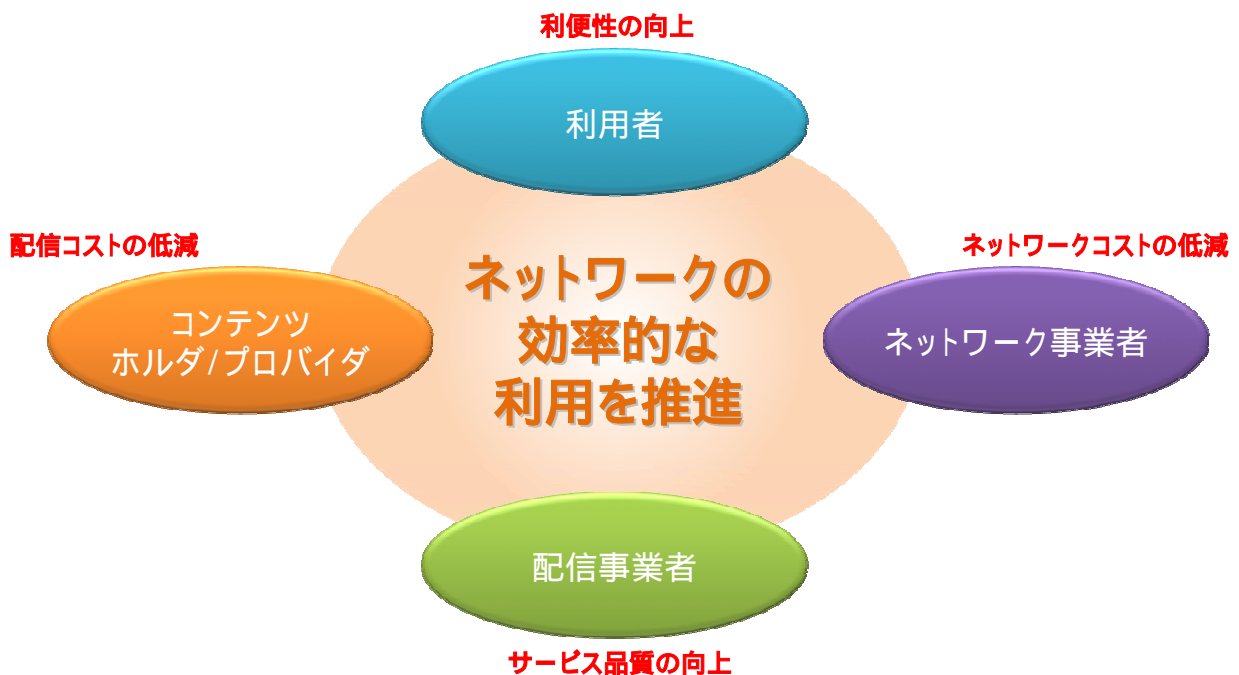 利便性の向上
利用者
配信コストの低減
ネットワークコストの低減
ネットワークの
効率的な
利用を推進
コンテンツ
ホルダ/プロバイダ
ネットワーク事業者
配信事業者
サービス品質の向上